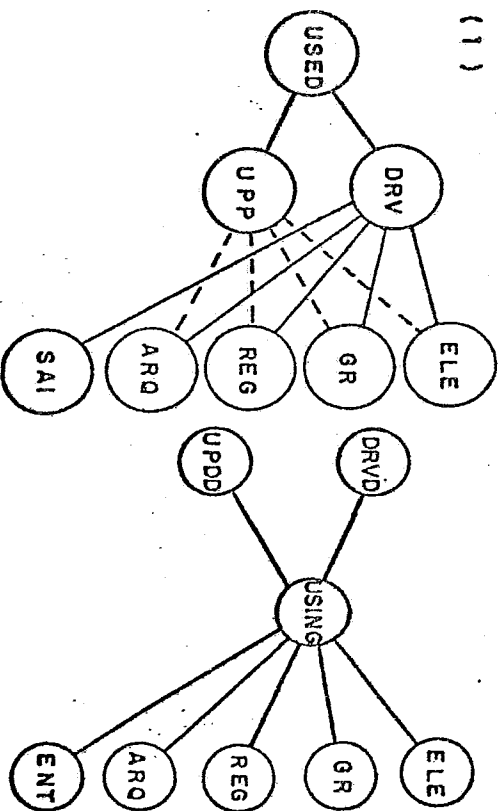 (1)
USED
DRV
UPP
ELE
GR
REG
ARQ
SAI
DRVD
UPDD
USING
ELE
GR
REG
ARQ
ENT